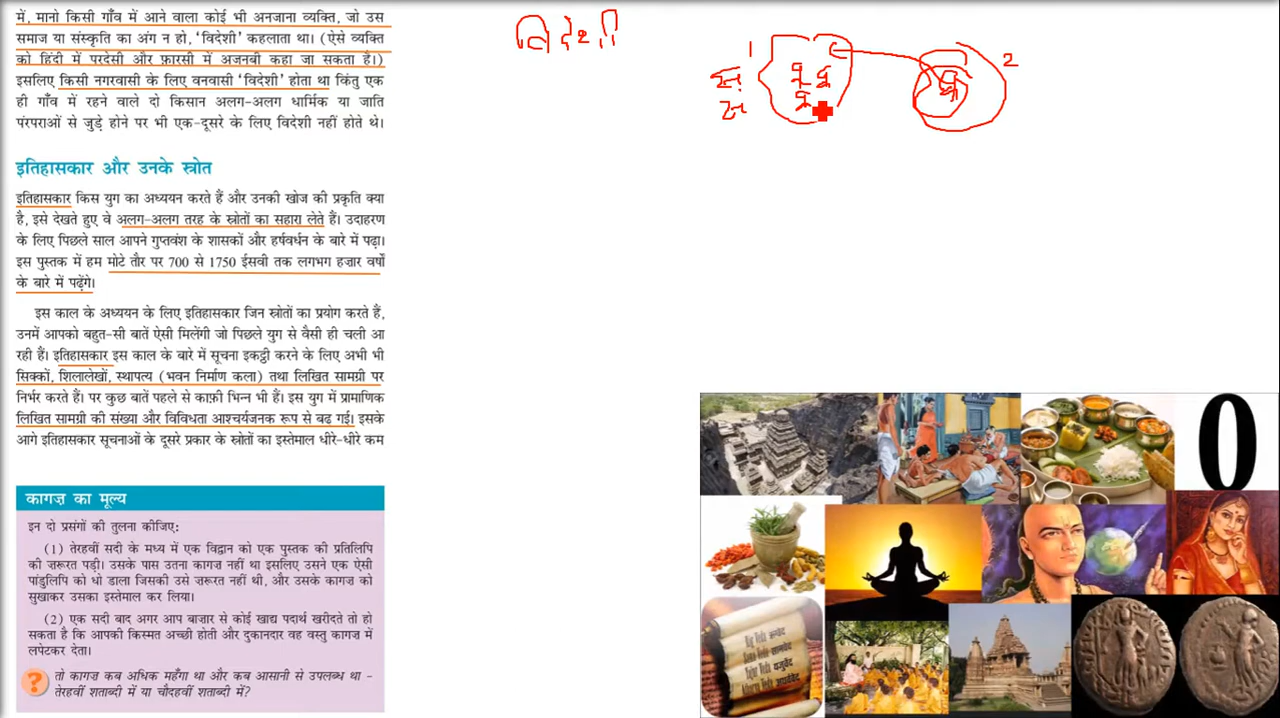 में, मानो किसी गाँव में आने वाला कोई भी अनजाना व्यक्ति, जो उस
समाज या संस्कृति का अंग न हो, 'विदेशी' कहलाता था। (ऐसे व्यक्ति
को हिंदी में परदेसी और फ़ारसी में अजनबी कहा जा सकता है।)
इसलिए किसी नगरवासी के लिए वनवासी 'विदेशी' होता था किंतु एक
ही गाँव में रहने वाले दो किसान अलग-अलग धार्मिक या जाति
पंरपराओं से जुड़े होने पर भी एक-दूसरे के लिए विदेशी नहीं होते थे।
इतिहासकार और उनके स्त्रोत
इतिहासकार किस युग का अध्ययन करते हैं और उनकी खोज की प्रकृति क्या
है, इसे देखते हुए वे अलग-अलग तरह के स्त्रोतों का सहारा लेते हैं। उदाहरण
के लिए पिछले साल आपने गुप्तवंश के शासकों और हर्षवर्धन के बारे में पढ़ा।
इस पुस्तक में हम मोटे तौर पर 700 से 1750 ईसवी तक लगभग हज़ार वर्षों
के बारे में पढ़ेंगे।
इस काल के अध्ययन के लिए इतिहासकार जिन स्त्रोतों का प्रयोग करते हैं,
उनमें आपको बहुत-सी बातें ऐसी मिलेंगी जो पिछले युग से वैसी ही चली आ
रही हैं। इतिहासकार इस काल के बारे में सूचना इकट्ठी करने के लिए अभी भी
सिक्कों, शिलालेखों, स्थापत्य (भवन निर्माण कला) तथा लिखित सामग्री पर
निर्भर करते हैं। पर कुछ बातें पहले से काफ़ी भिन्न भी हैं। इस युग में प्रामाणिक
लिखित सामग्री की संख्या और विविधता आश्चर्यजनक रूप से बढ गई। इसके
आगे इतिहासकार सूचनाओं के दूसरे प्रकार के स्त्रोतों का इस्तेमाल धीरे-धीरे कम
कागज़ का मूल्य
इन दो प्रसंगों की तुलना कीजिए:
(1) तेरहवीं सदी के मध्य में एक विद्वान को एक पुस्तक की प्रतिलिपि
की जरूरत पड़ी। उसके पास उतना कागज नहीं था इसलिए उसने एक ऐसी
पांडुलिपि को धो डाला जिसकी उसे जरूरत नहीं थी, और उसके कागज को
सुखाकर उसका इस्तेमाल कर लिया।
(2) एक सदी बाद अगर आप बाजार से कोई खाद्य पदार्थ खरीदते तो हो
सकता है कि आपकी किस्मत अच्छी होती और दुकानदार वह वस्तु कागज में
लपेटकर देता।
? तो कागज कब अधिक महँगा था और कब आसानी से उपलब्ध था -
तेरहवीं शताब्दी में या चौदहवीं शताब्दी में?
विदेशी
1
2
0